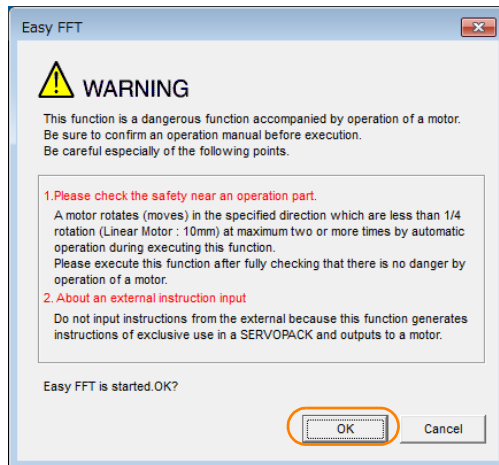 Easy FFT
WARNING
This function is a dangerous function accompanied by operation of a motor.
Be sure to confirm an operation manual before execution.
Be careful especially of the following points.
1.Please check the safety near an operation part.
A motor rotates (moves) in the specified direction which are less than 1/4
rotation (Linear Motor : 10mm) at maximum two or more times by automatic
operation during executing this function.
Please execute this function after fully checking that there is no danger by
operation of a motor.
2. About an external instruction input
Do not input instructions from the external because this function generates
instructions of exclusive use in a SERVOPACK and outputs to a motor.
Easy FFT is started.OK?
OK Cancel